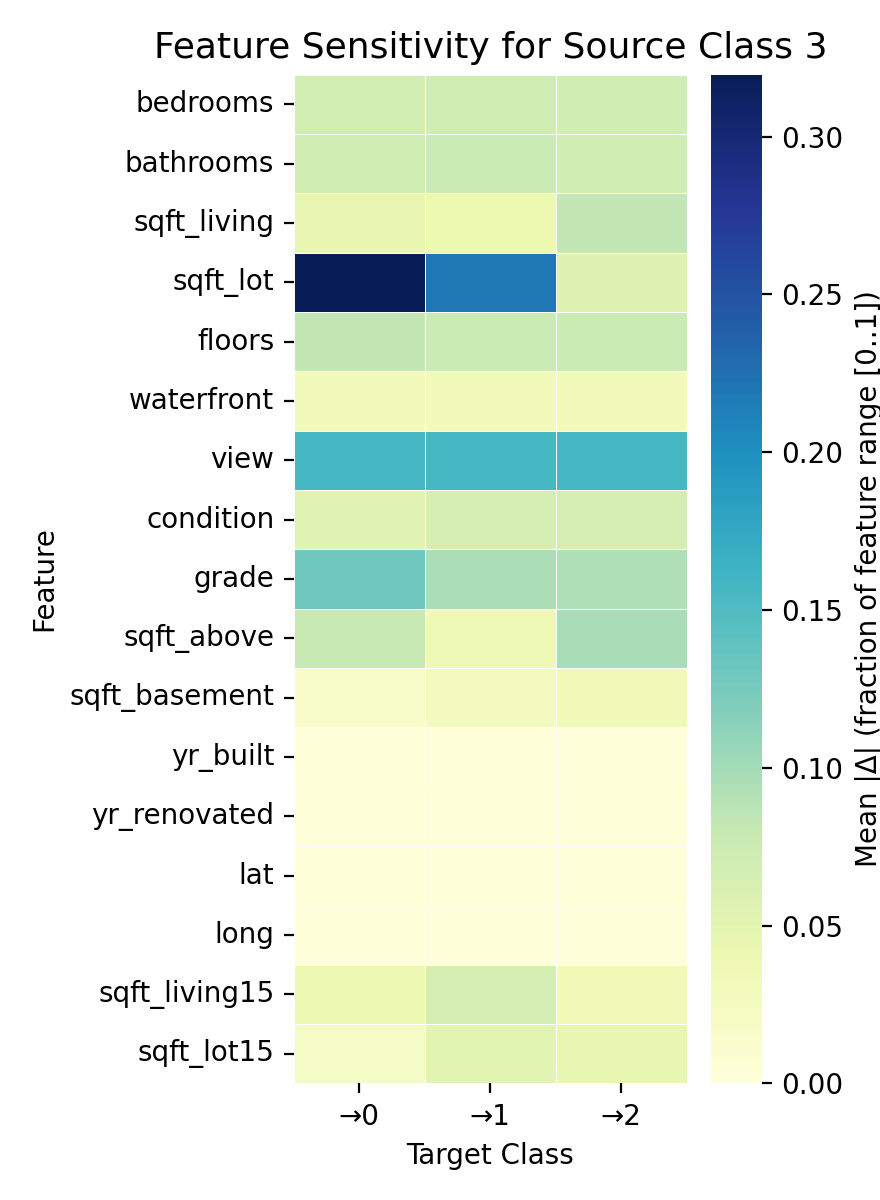 Feature Sensitivity for Source Class 3
bedrooms
bathrooms
sqft_living
sqft_lot
floors
waterfront
view
condition
grade
sqft_above
sqft_basement
yr_built
yr_renovated
lat
long
sqft_living15
sqft_lot15
Feature
→0 →1 →2
Target Class
0.30
0.25
0.20
0.15
0.10
0.05
0.00
Mean |Δ| (fraction of feature range [0..1])